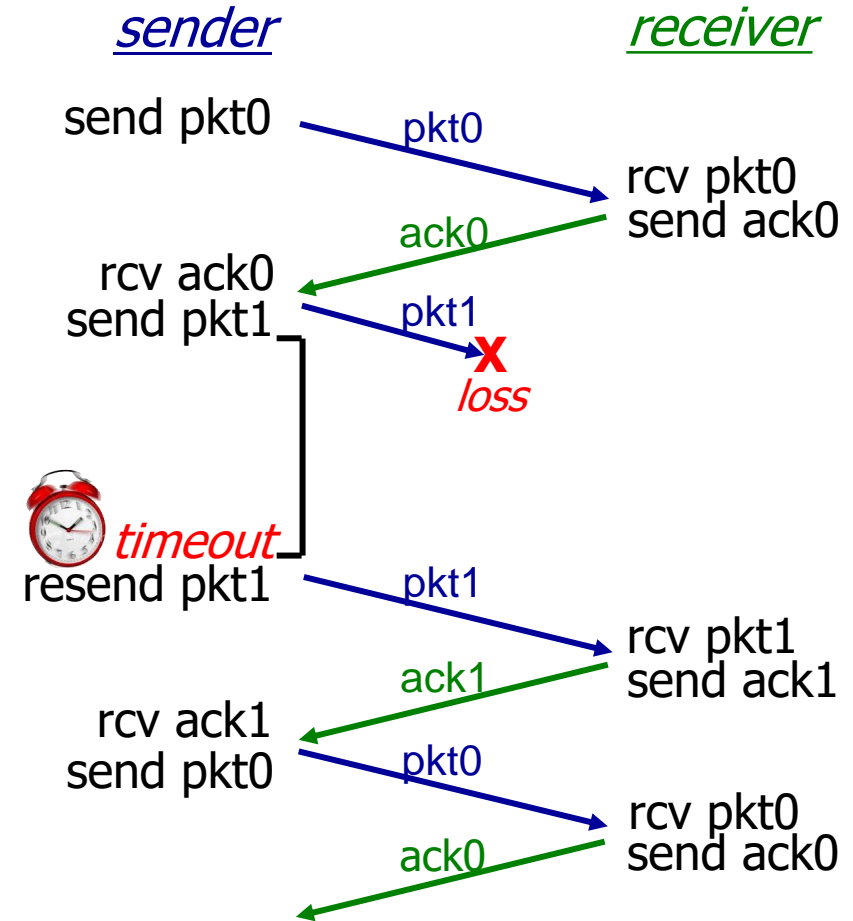 sender
receiver
send pkt0
pkt0
rcv pkt0
send ack0
ack0
rcv ack0
send pkt1
pkt1
X
loss
timeout
resend pkt1
pkt1
rcv pkt1
send ack1
ack1
rcv ack1
send pkt0
pkt0
rcv pkt0
send ack0
ack0